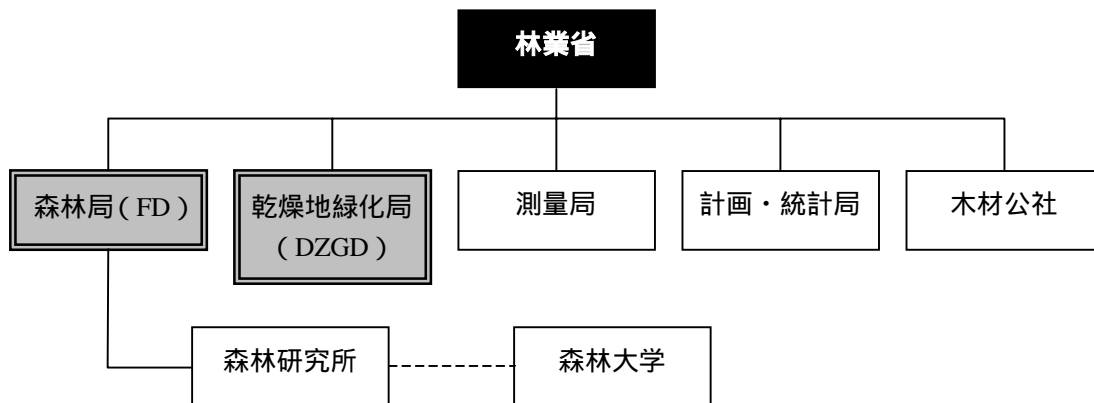 林業省
森林局（FD）
乾燥地緑化局
（DZGD）
測量局
計画・統計局
木材公社
森林研究所
森林大学